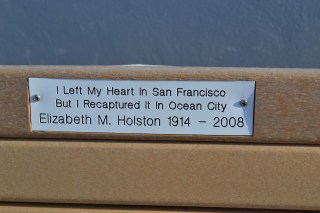 I Left My Heart In San Francisco
But I Recaptured It In Ocean City
Elizabeth M. Holston 1914 – 2008